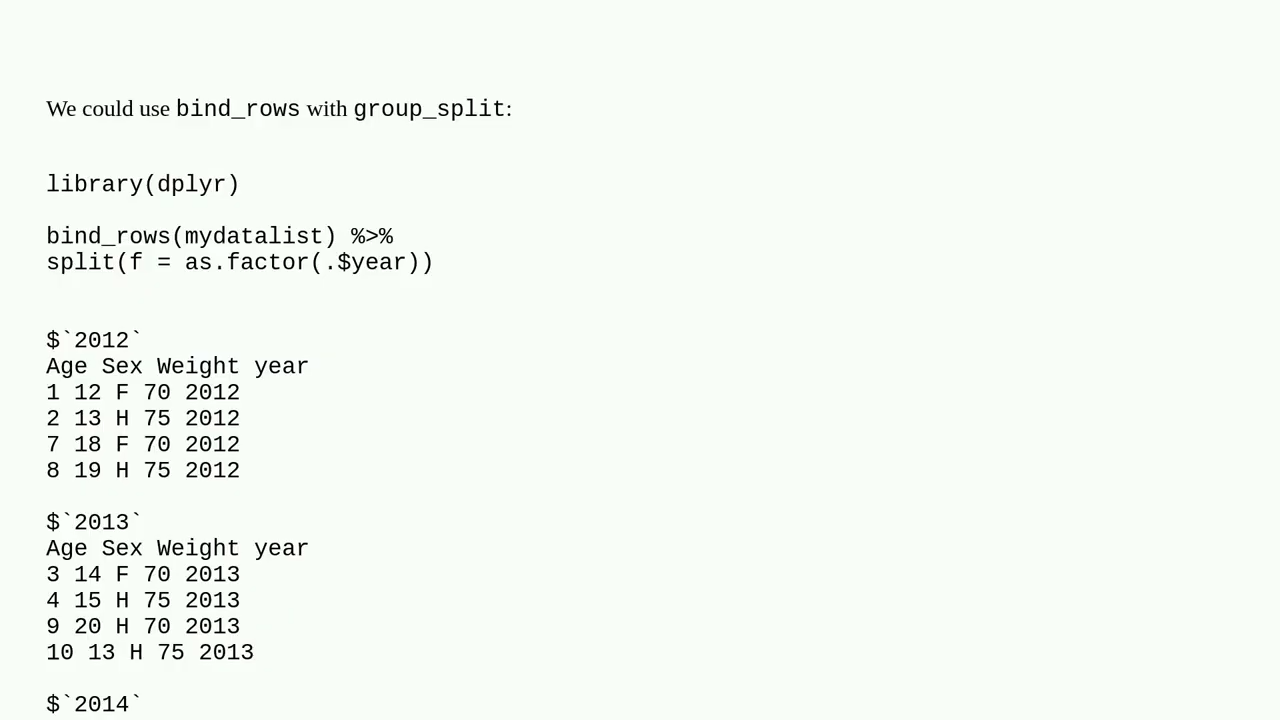 We could use bind_rows with group_split:
library(dplyr)
bind_rows(mydatalist) %>%
split(f = as.factor(.$year))
$`2012`
Age Sex Weight year
1 12 F 70 2012
2 13 H 75 2012
7 18 F 70 2012
8 19 H 75 2012
$`2013`
Age Sex Weight year
3 14 F 70 2013
4 15 H 75 2013
9 20 H 70 2013
10 13 H 75 2013
$`2014`